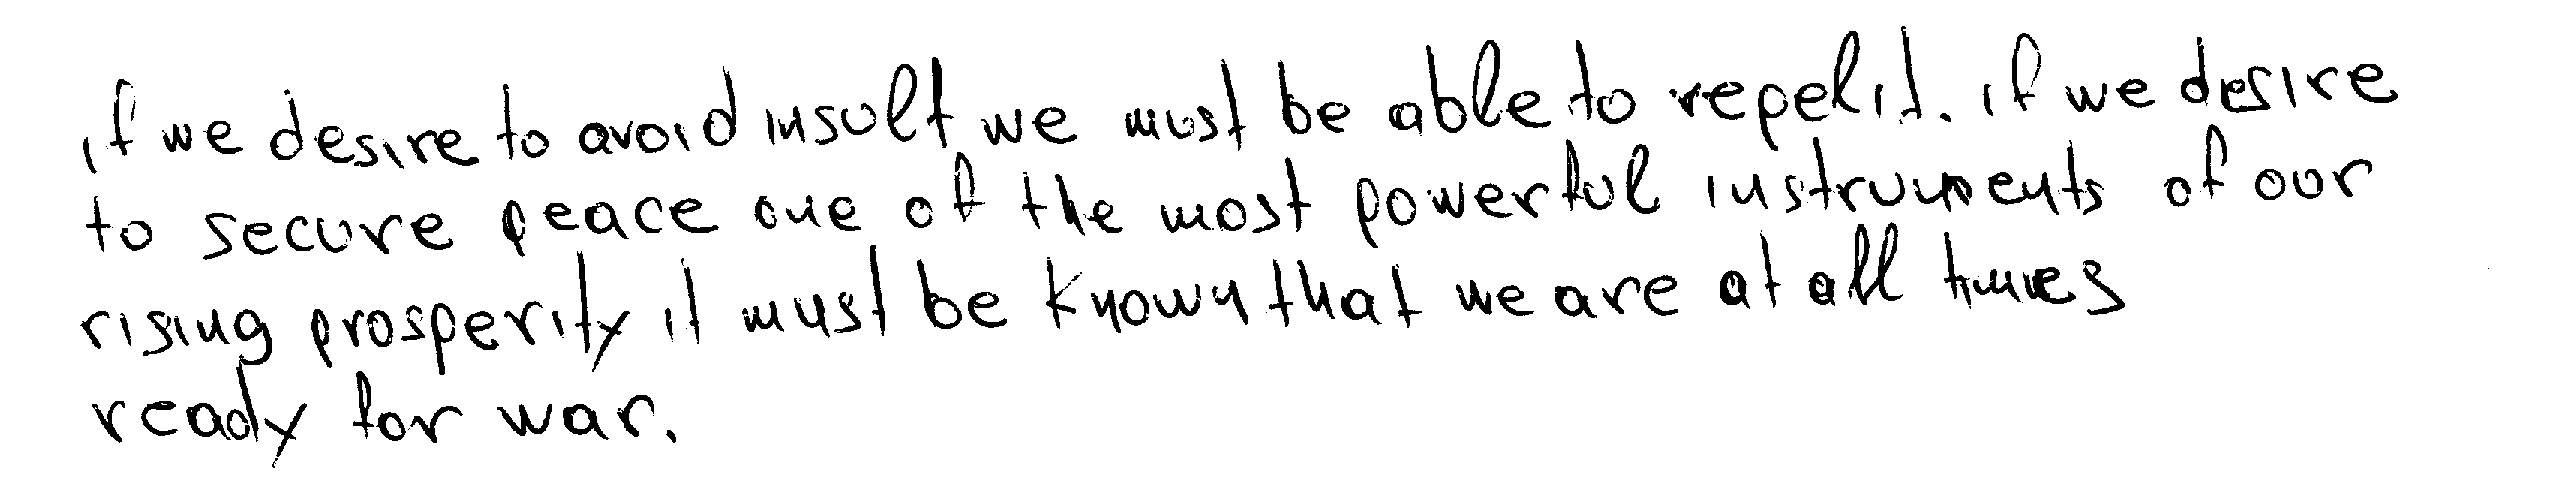 if we desire to avoid insult we must be able to repel it. if we desire
to secure peace one of the most powerful instruments of our
rising prosperity it must be known that we are at all times
ready for war.